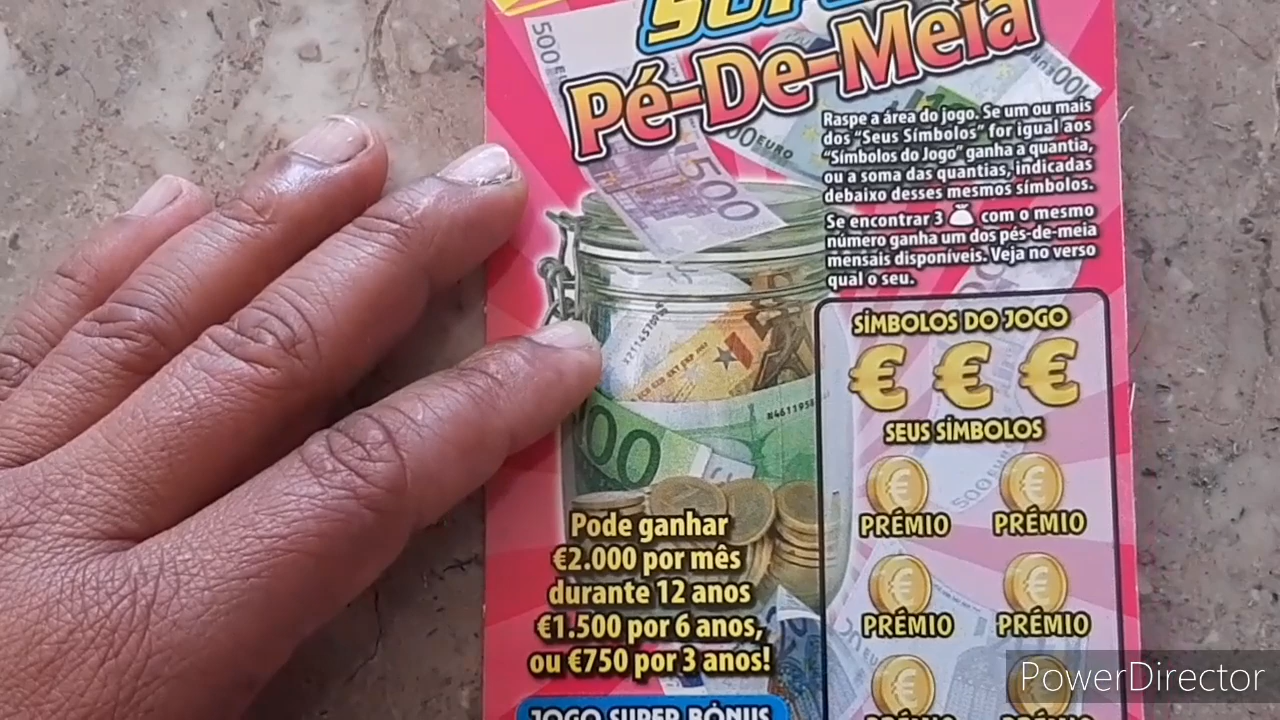 Pé-De-Meia
Raspe a área do jogo. Se um ou mais
dos "Seus Símbolos" for igual aos
"Símbolos do Jogo" ganha a quantia,
ou a soma das quantias, indicadas
debaixo desses mesmos símbolos.
Se encontrar 3 com o mesmo
número ganha um dos pés-de-meia
mensais disponíveis. Veja no verso
qual o seu.
SÍMBOLOS DO JOGO
€ € €
SEUS SÍMBOLOS
PRÉMIO PRÉMIO
PRÉMIO PRÉMIO
Pode ganhar
€2.000 por mês
durante 12 anos
€1.500 por 6 anos,
ou €750 por 3 anos!
JOGO SUPER BÓNUS
500
500 EURO
PowerDirector